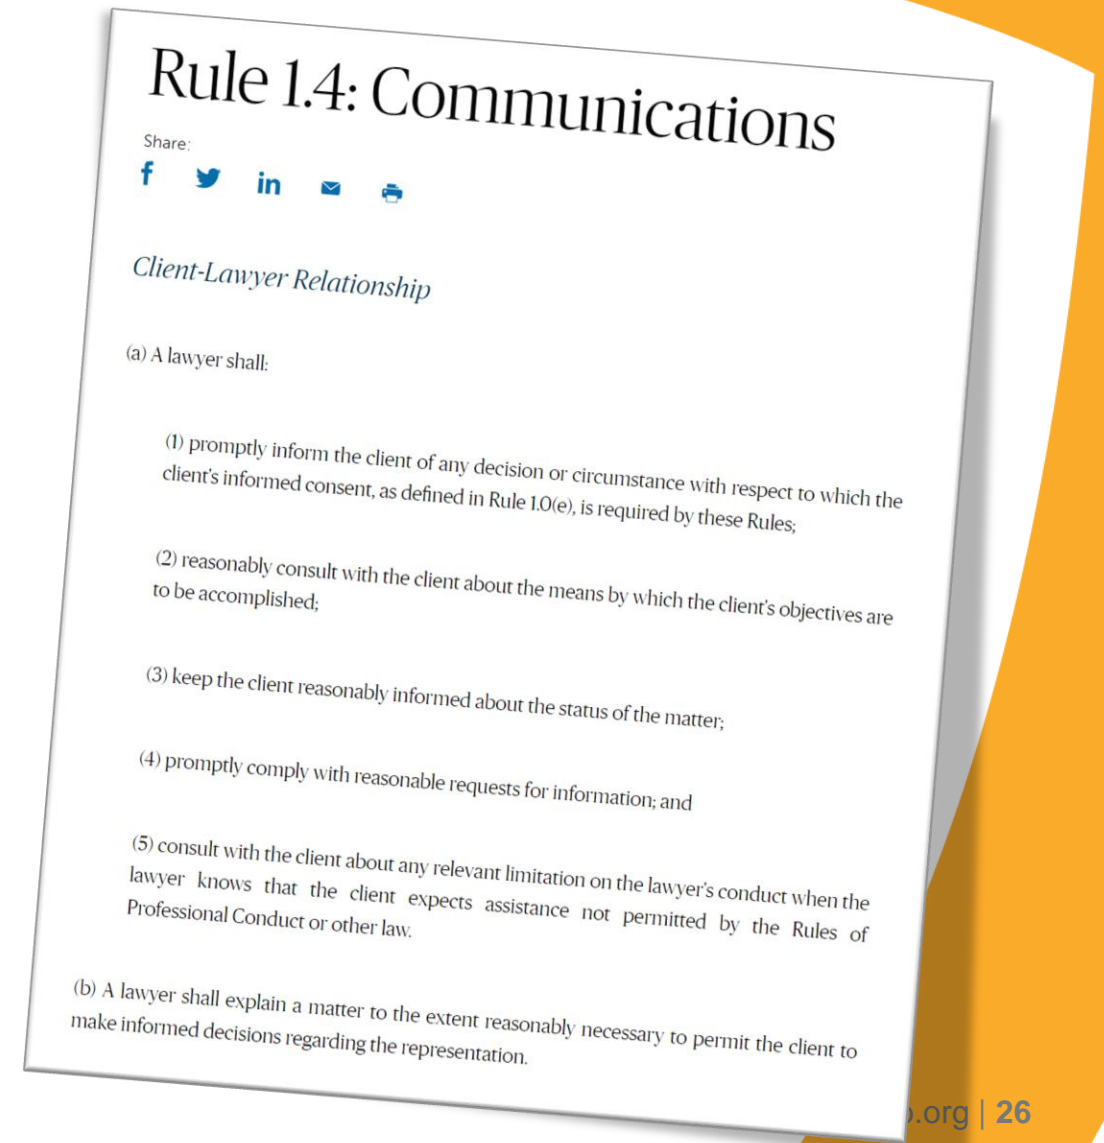 Rule 1.4: Communications
Share:
Client-Lawyer Relationship
(a) A lawyer shall:
(1) promptly inform the client of any decision or circumstance with respect to which the
client's informed consent, as defined in Rule 1.0(e), is required by these Rules;
(2) reasonably consult with the client about the means by which the client's objectives are
to be accomplished;
(3) keep the client reasonably informed about the status of the matter;
(4) promptly comply with reasonable requests for information; and
(5) consult with the client about any relevant limitation on the lawyer's conduct when the
lawyer knows that the client expects assistance not permitted by the Rules of
Professional Conduct or other law.
(b) A lawyer shall explain a matter to the extent reasonably necessary to permit the client to
make informed decisions regarding the representation.
.org | 26